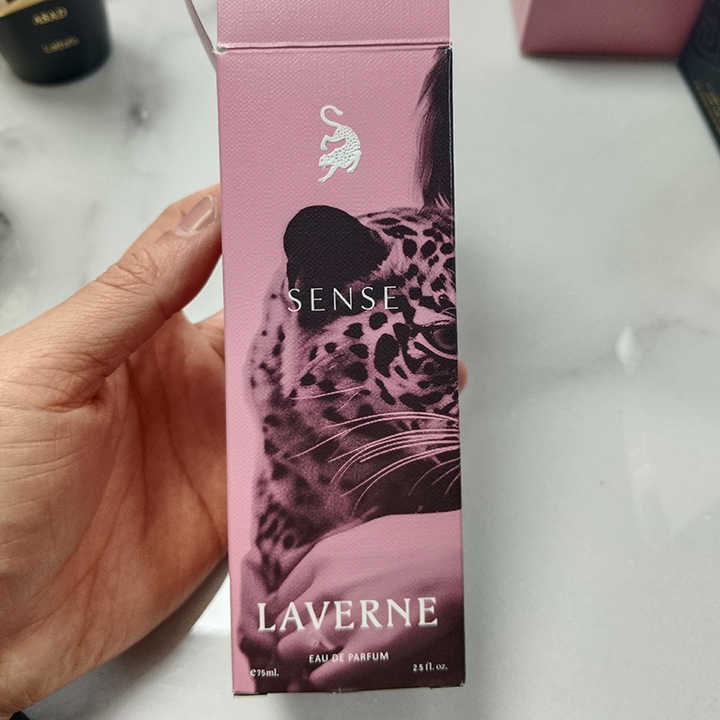 SENSE
LAVERNE
EAU DE PARFUM
℮75ml. 2.5 fl. oz.